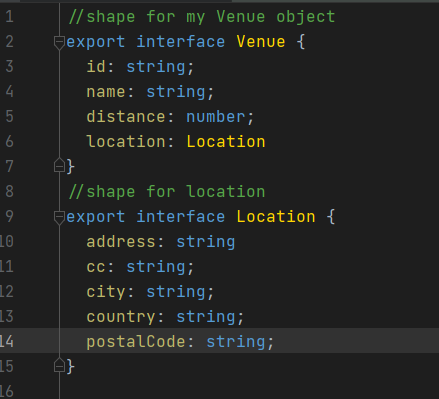 1 //shape for my Venue object
2 export interface Venue {
3 id: string;
4 name: string;
5 distance: number;
6 location: Location
7 }
8 //shape for location
9 export interface Location {
10 address: string
11 cc: string;
12 city: string;
13 country: string;
14 postalCode: string;
15 }
16